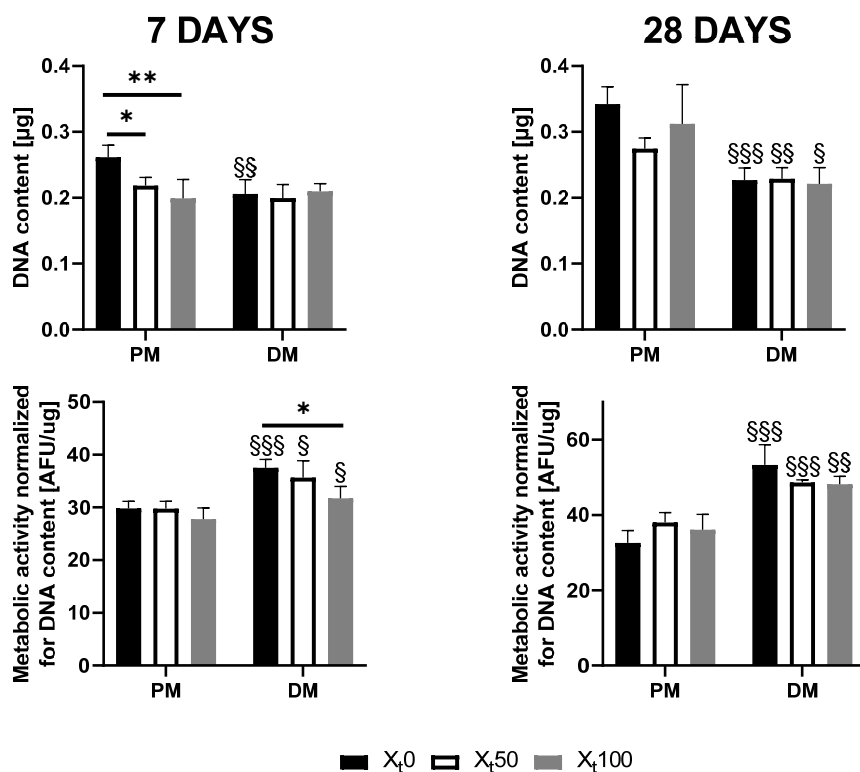 7 DAYS
28 DAYS
DNA content [µg]
0.4
0.3
0.2
0.1
0.0
**
*
§§
PM
DM
DNA content [µg]
0.4
0.3
0.2
0.1
0.0
§§§ §§ §
PM
DM
Metabolic activity normalized
for DNA content [AFU/ug]
50
40
30
20
10
0
*
§§§ § §
PM
DM
Metabolic activity normalized
for DNA content [AFU/ug]
60
40
20
0
§§§ §§§ §§
PM
DM
Xt0 Xt50 Xt100